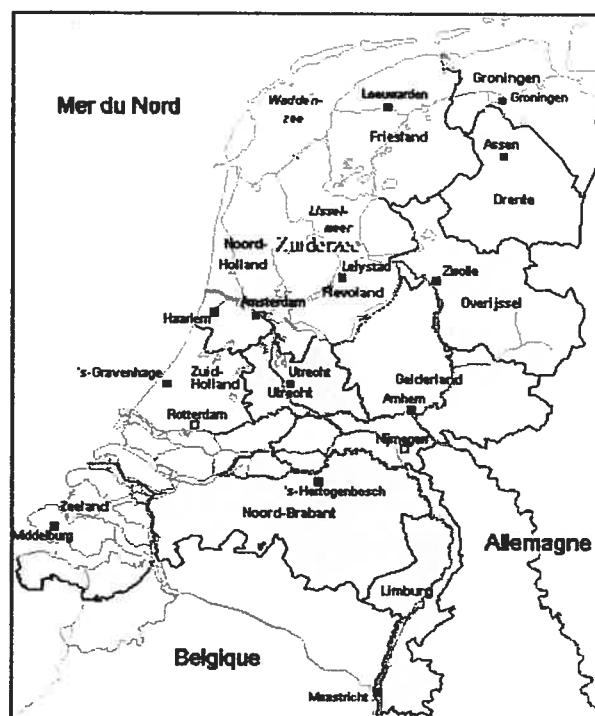 Mer du Nord
Wadden-
zee
Leeuwarden
Friesland
Groningen
Groningen
Assen
Drente
IJssel-
meer
Zuidersee
Noord-
Holland
Lelystad
Flevoland
Zwolle
Overijssel
Haarlem
Amsterdam
's-Gravenhage
Zuid-
Holland
Utrecht
Utrecht
Gelderland
Arnhem
Rotterdam
Nijmegen
's-Hertogenbosch
Noord-Brabant
Zeeland
Middelburg
Allemagne
Limburg
Belgique
Maastricht